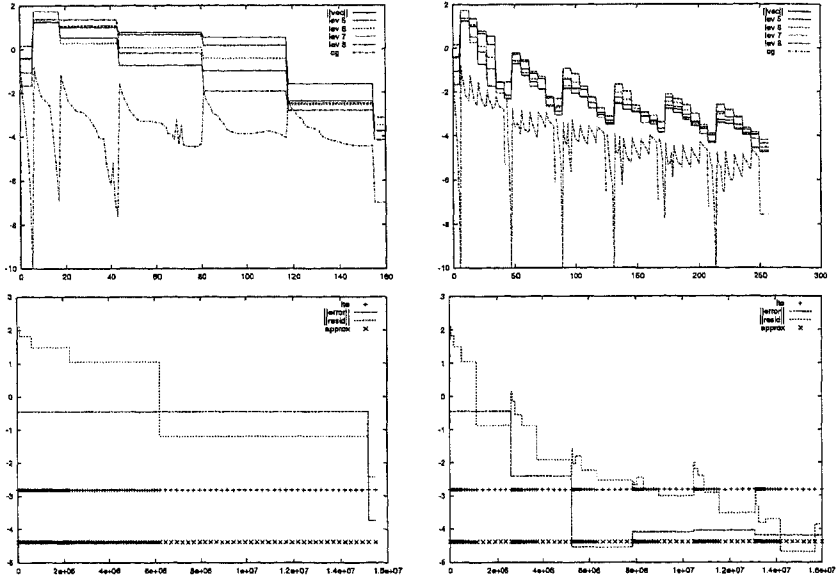 ||vec||
lev 5
lev 6
lev 7
lev 8
cg
2
0
-2
-4
-6
-8
-10
0 20 40 60 80 100 120 140 160
||vec||
lev 5
lev 6
lev 7
lev 8
cg
2
0
-2
-4
-6
-8
-10
0 50 100 150 200 250 300
ite
||error||
||resid||
approx
3
2
1
0
-1
-2
-3
-4
-5
0 2e+06 4e+06 6e+06 8e+06 1e+07 1.2e+07 1.4e+07 1.6e+07
ite
||error||
||resid||
approx
3
2
1
0
-1
-2
-3
-4
-5
0 2e+06 4e+06 6e+06 8e+06 1e+07 1.2e+07 1.4e+07 1.6e+07